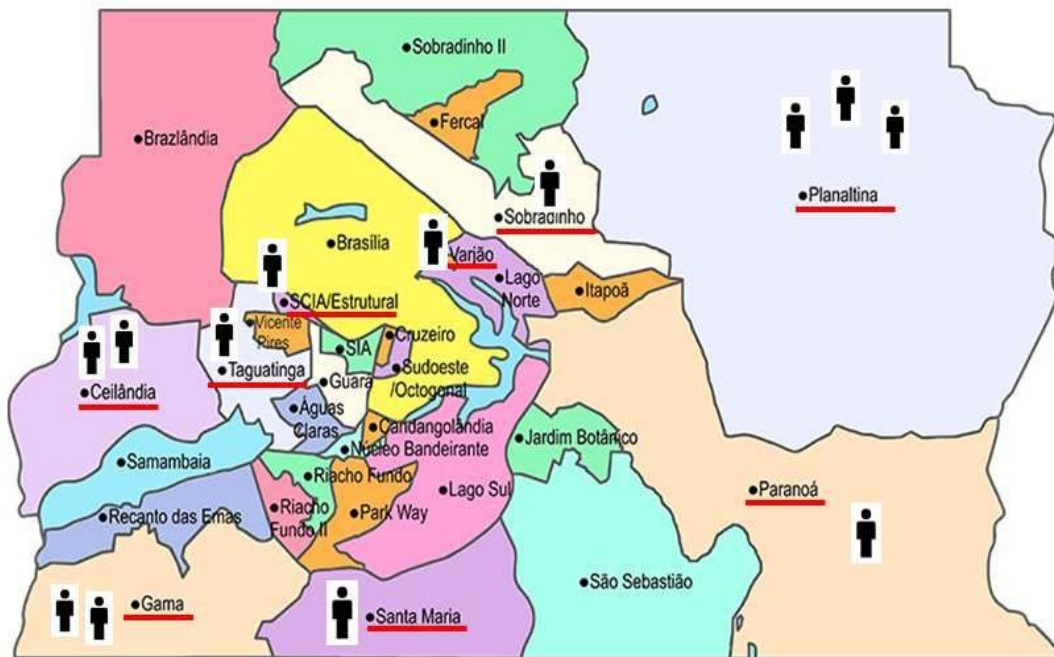 Sobradinho II
Fercal
Brazlândia
Planaltina
Sobradinho
Brasília
Varjão
Lago
Norte
Itapoã
SCIA/Estrutural
Vicente
Pires
Cruzeiro
SIA
Sudoeste
/Octogonal
Taguatinga
Guara
Ceilândia
Águas
Claras
Candangolândia
Núcleo Bandeirante
Jardim Botânico
Samambaia
Riacho Fundo
Lago Sul
Paranoá
Riacho
Fundo II
Park Way
Recanto das Emas
São Sebastião
Gama
Santa Maria